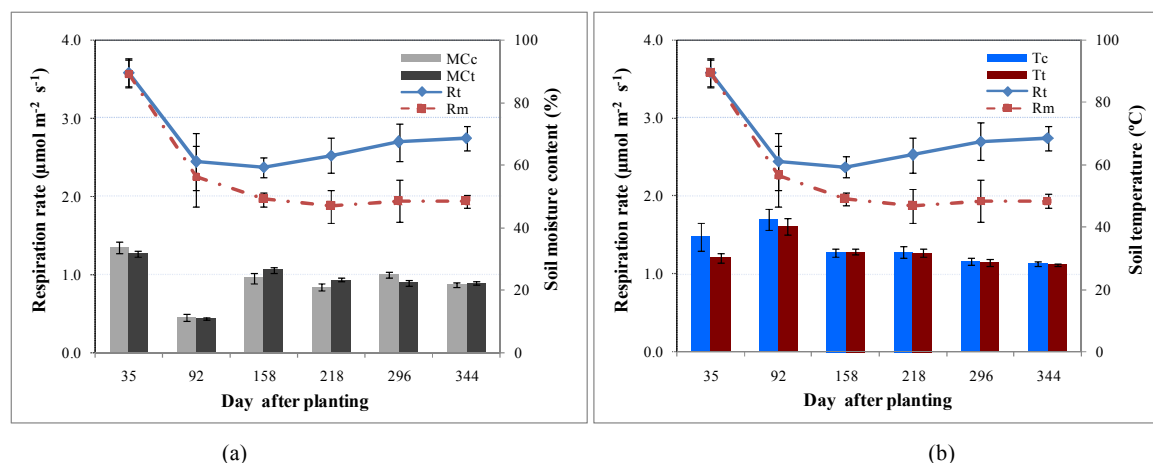 4.0
3.0
2.0
1.0
0.0
Respiration rate (μmol m⁻² s⁻¹)
100
80
60
40
20
0
Soil moisture content (%)
MCc
MCt
Rt
Rm
35 92 158 218 296 344
Day after planting
(a)
4.0
3.0
2.0
1.0
0.0
Respiration rate (μmol m⁻² s⁻¹)
100
80
60
40
20
0
Soil temperature (ºC)
Tc
Tt
Rt
Rm
35 92 158 218 296 344
Day after planting
(b)